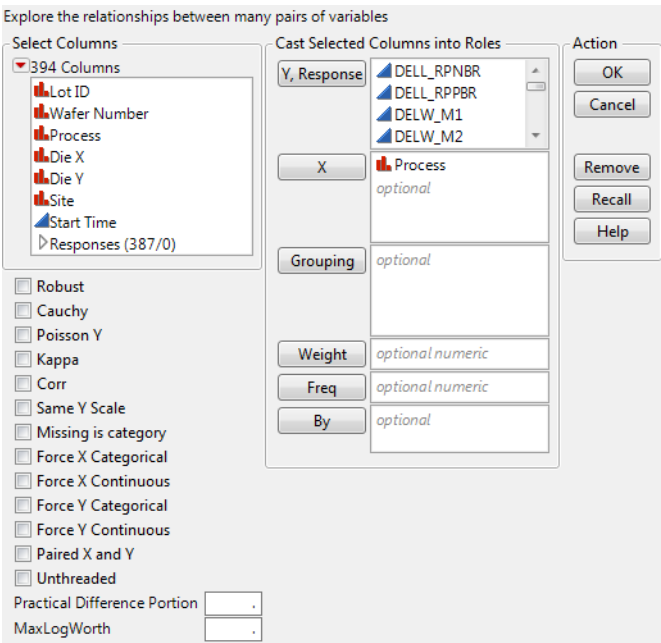 Explore the relationships between many pairs of variables
Select Columns
394 Columns
Lot ID
Wafer Number
Process
Die X
Die Y
Site
Start Time
Responses (387/0)
Robust
Cauchy
Poisson Y
Kappa
Corr
Same Y Scale
Missing is category
Force X Categorical
Force X Continuous
Force Y Categorical
Force Y Continuous
Paired X and Y
Unthreaded
Practical Difference Portion .
MaxLogWorth .
Cast Selected Columns into Roles
Y, Response
DELL_RPNBR
DELL_RPPBR
DELW_M1
DELW_M2
X
Process
optional
Grouping
optional
Weight
optional numeric
Freq
optional numeric
By
optional
Action
OK
Cancel
Remove
Recall
Help